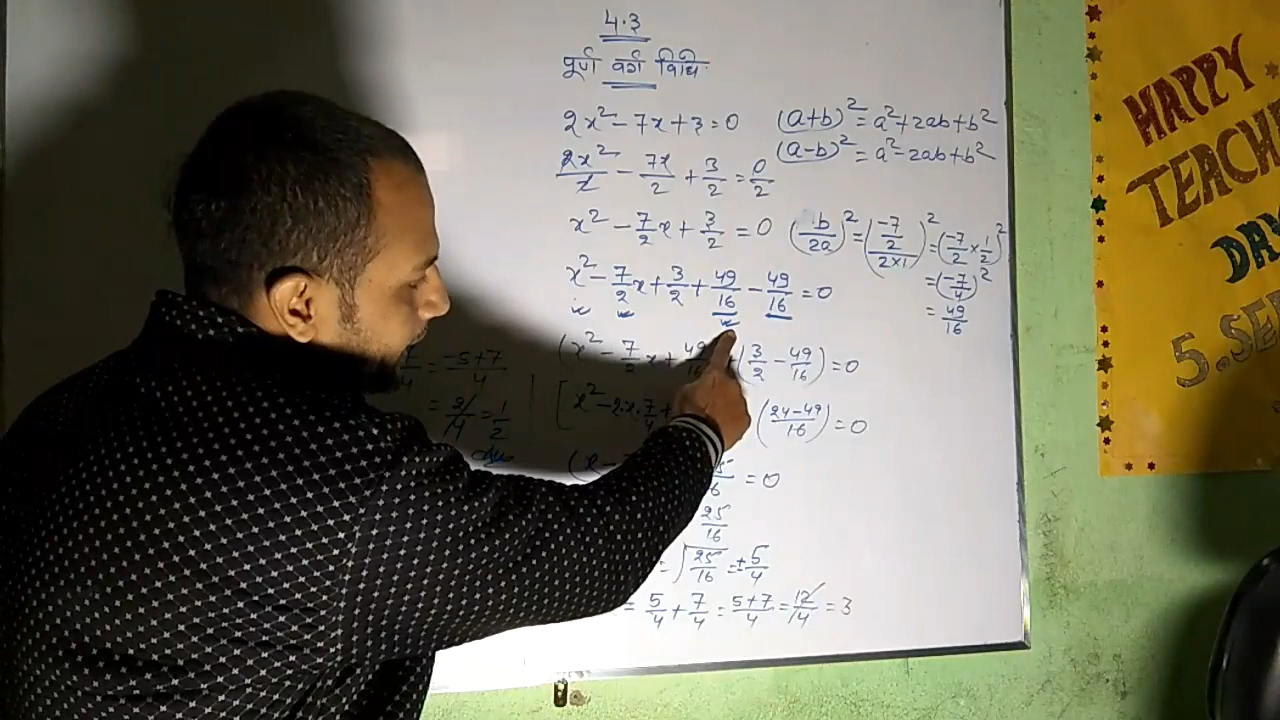 4.3
पूर्ण वर्ग विधि
2x² - 7x + 3 = 0
(a+b)² = a² + 2ab + b²
(a-b)² = a² - 2ab + b²
2x²/2 - 7x/2 + 3/2 = 0/2
x² - 7/2 x + 3/2 = 0
(b/2a)² = (-7/2 / 2×1)² = (-7/2 × 1/2)²
= (-7/4)²
= 49/16
x² - 7/2 x + 3/2 + 49/16 - 49/16 = 0
(x² - 7/2 x + 49/16) + (3/2 - 49/16) = 0
[x² - 2.x.7/4 + (24-49/16) = 0
(x - = 0
25/16
= √25/16 = ±5/4
= 5/4 + 7/4 = 5+7/4 = 12/4 = 3
= -5+7/4
= 2/4 = 1/2
HAPPY
TEACHE
DAY
5.SE